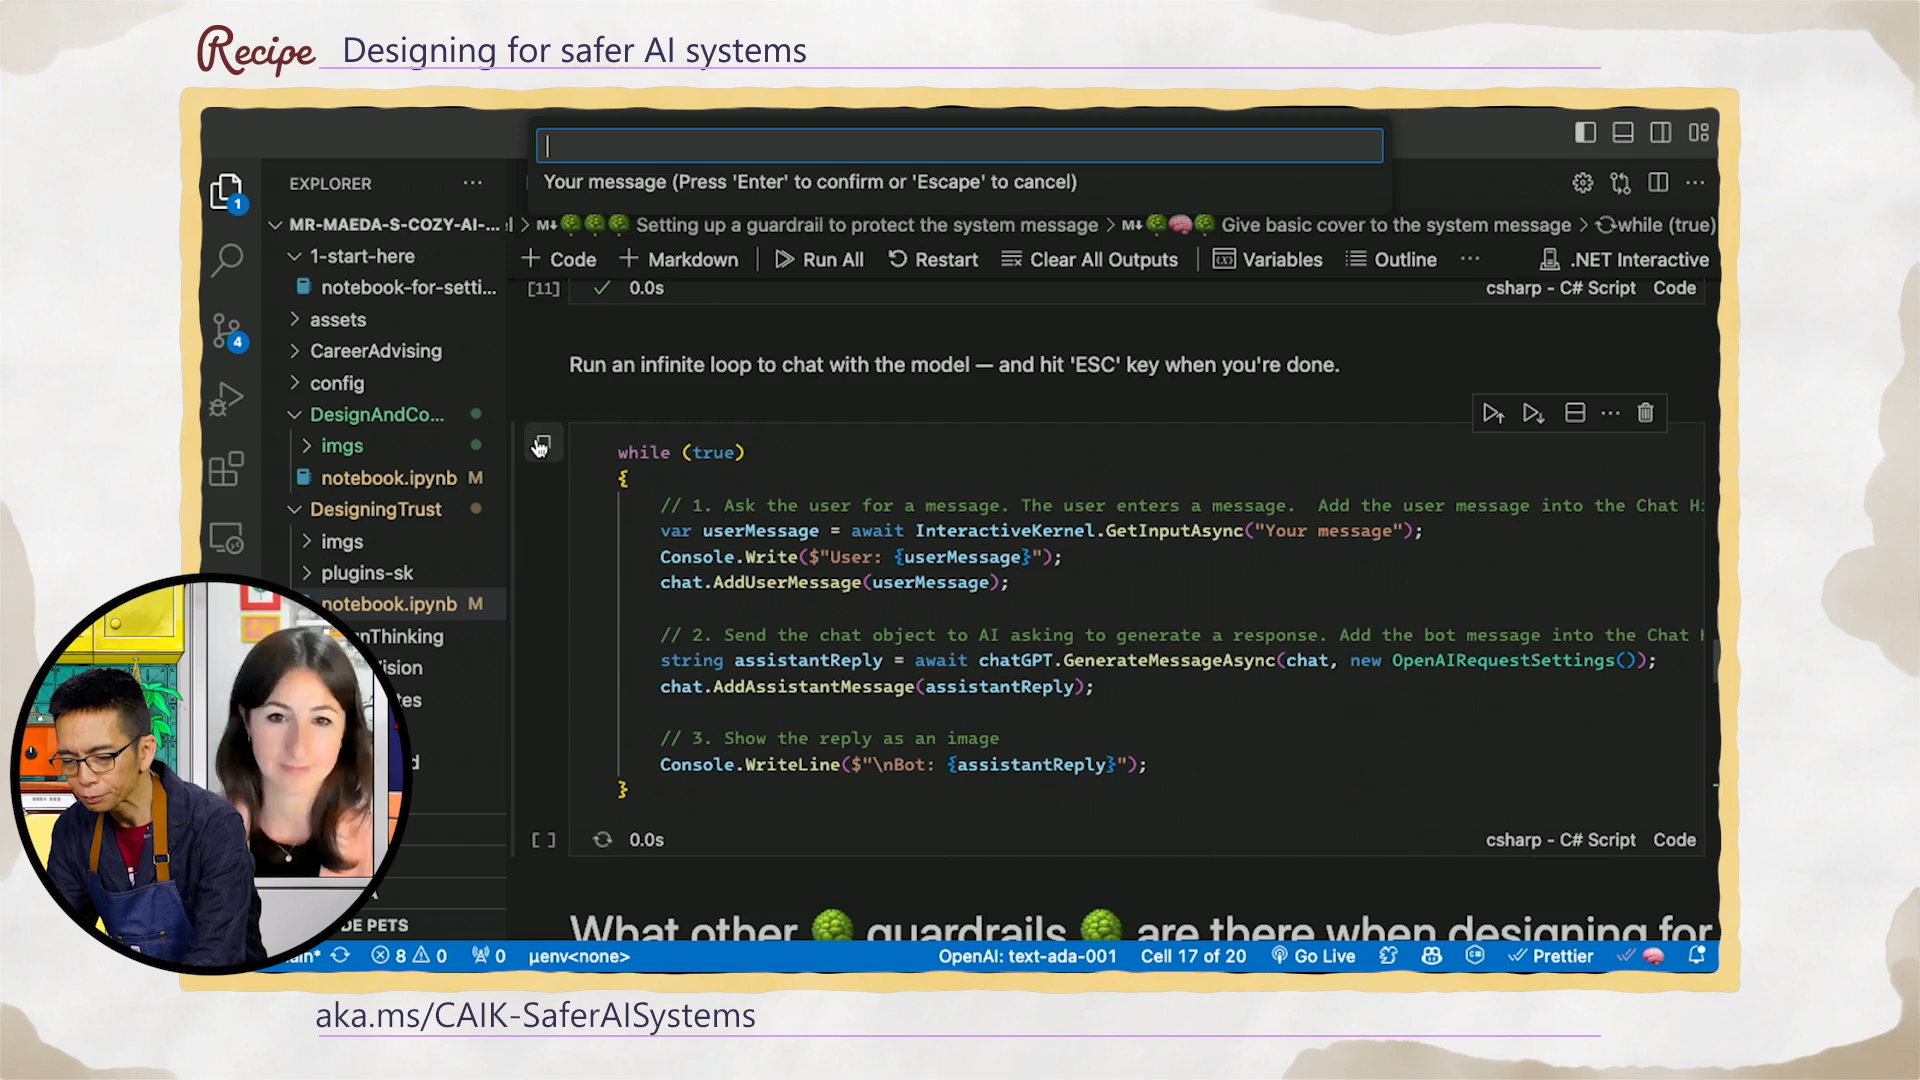 Recipe Designing for safer AI systems
Your message (Press 'Enter' to confirm or 'Escape' to cancel)
EXPLORER
MR-MAEDA-S-COZY-AI-...
1-start-here
notebook-for-setti...
assets
CareerAdvising
config
DesignAndCo...
imgs
notebook.ipynb M
DesigningTrust
imgs
plugins-sk
notebook.ipynb M
nThinking
1
4
Setting up a guardrail to protect the system message > M↓ Give basic cover to the system message > while (true)
+ Code + Markdown Run All Restart Clear All Outputs Variables Outline ... .NET Interactive
[11] ✓ 0.0s csharp - C# Script Code
Run an infinite loop to chat with the model — and hit 'ESC' key when you're done.
while (true)
{
// 1. Ask the user for a message. The user enters a message.  Add the user message into the Chat Hi
var userMessage = await InteractiveKernel.GetInputAsync("Your message");
Console.Write($"User: {userMessage}");
chat.AddUserMessage(userMessage);
// 2. Send the chat object to AI asking to generate a response. Add the bot message into the Chat H
string assistantReply = await chatGPT.GenerateMessageAsync(chat, new OpenAIRequestSettings());
chat.AddAssistantMessage(assistantReply);
// 3. Show the reply as an image
Console.WriteLine($"\nBot: {assistantReply}");
}
[ ] 0.0s csharp - C# Script Code
What other guardrails are there when designing for
DE PETS
8 0 0 µenv<none> OpenAI: text-ada-001 Cell 17 of 20 Go Live Prettier
aka.ms/CAIK-SaferAISystems